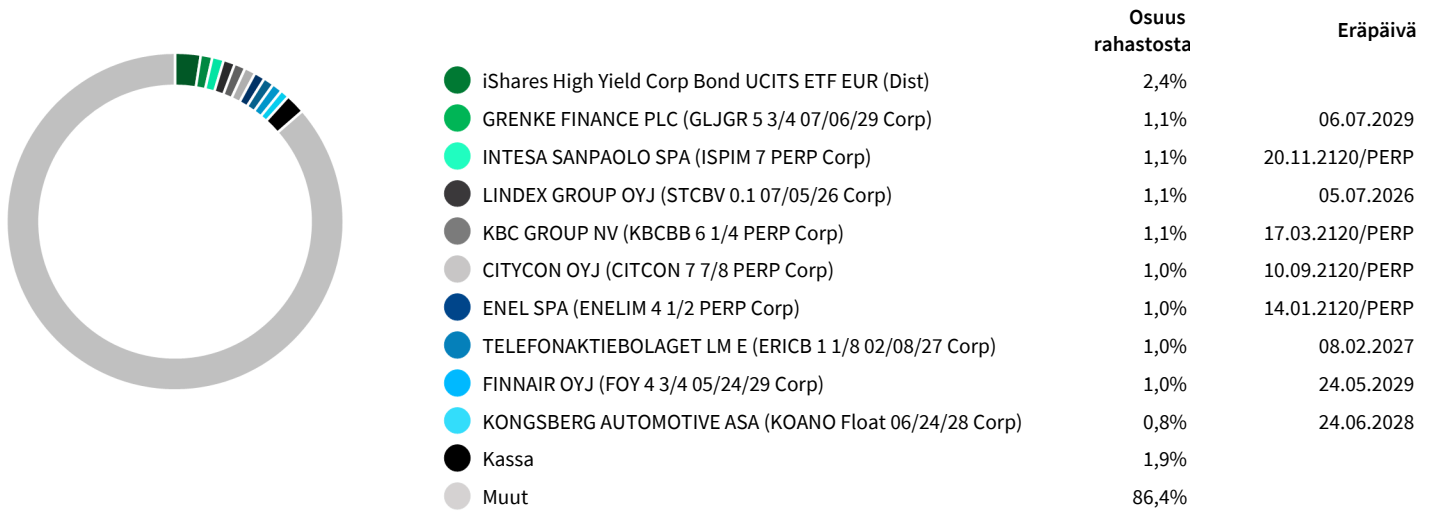 Osuus
rahastosta
Eräpäivä
iShares High Yield Corp Bond UCITS ETF EUR (Dist) 2,4%
GRENKE FINANCE PLC (GLJGR 5 3/4 07/06/29 Corp) 1,1% 06.07.2029
INTESA SANPAOLO SPA (ISPIM 7 PERP Corp) 1,1% 20.11.2120/PERP
LINDEX GROUP OYJ (STCBV 0.1 07/05/26 Corp) 1,1% 05.07.2026
KBC GROUP NV (KBCBB 6 1/4 PERP Corp) 1,1% 17.03.2120/PERP
CITYCON OYJ (CITCON 7 7/8 PERP Corp) 1,0% 10.09.2120/PERP
ENEL SPA (ENELIM 4 1/2 PERP Corp) 1,0% 14.01.2120/PERP
TELEFONAKTIEBOLAGET LM E (ERICB 1 1/8 02/08/27 Corp) 1,0% 08.02.2027
FINNAIR OYJ (FOY 4 3/4 05/24/29 Corp) 1,0% 24.05.2029
KONGSBERG AUTOMOTIVE ASA (KOANO Float 06/24/28 Corp) 0,8% 24.06.2028
Kassa 1,9%
Muut 86,4%